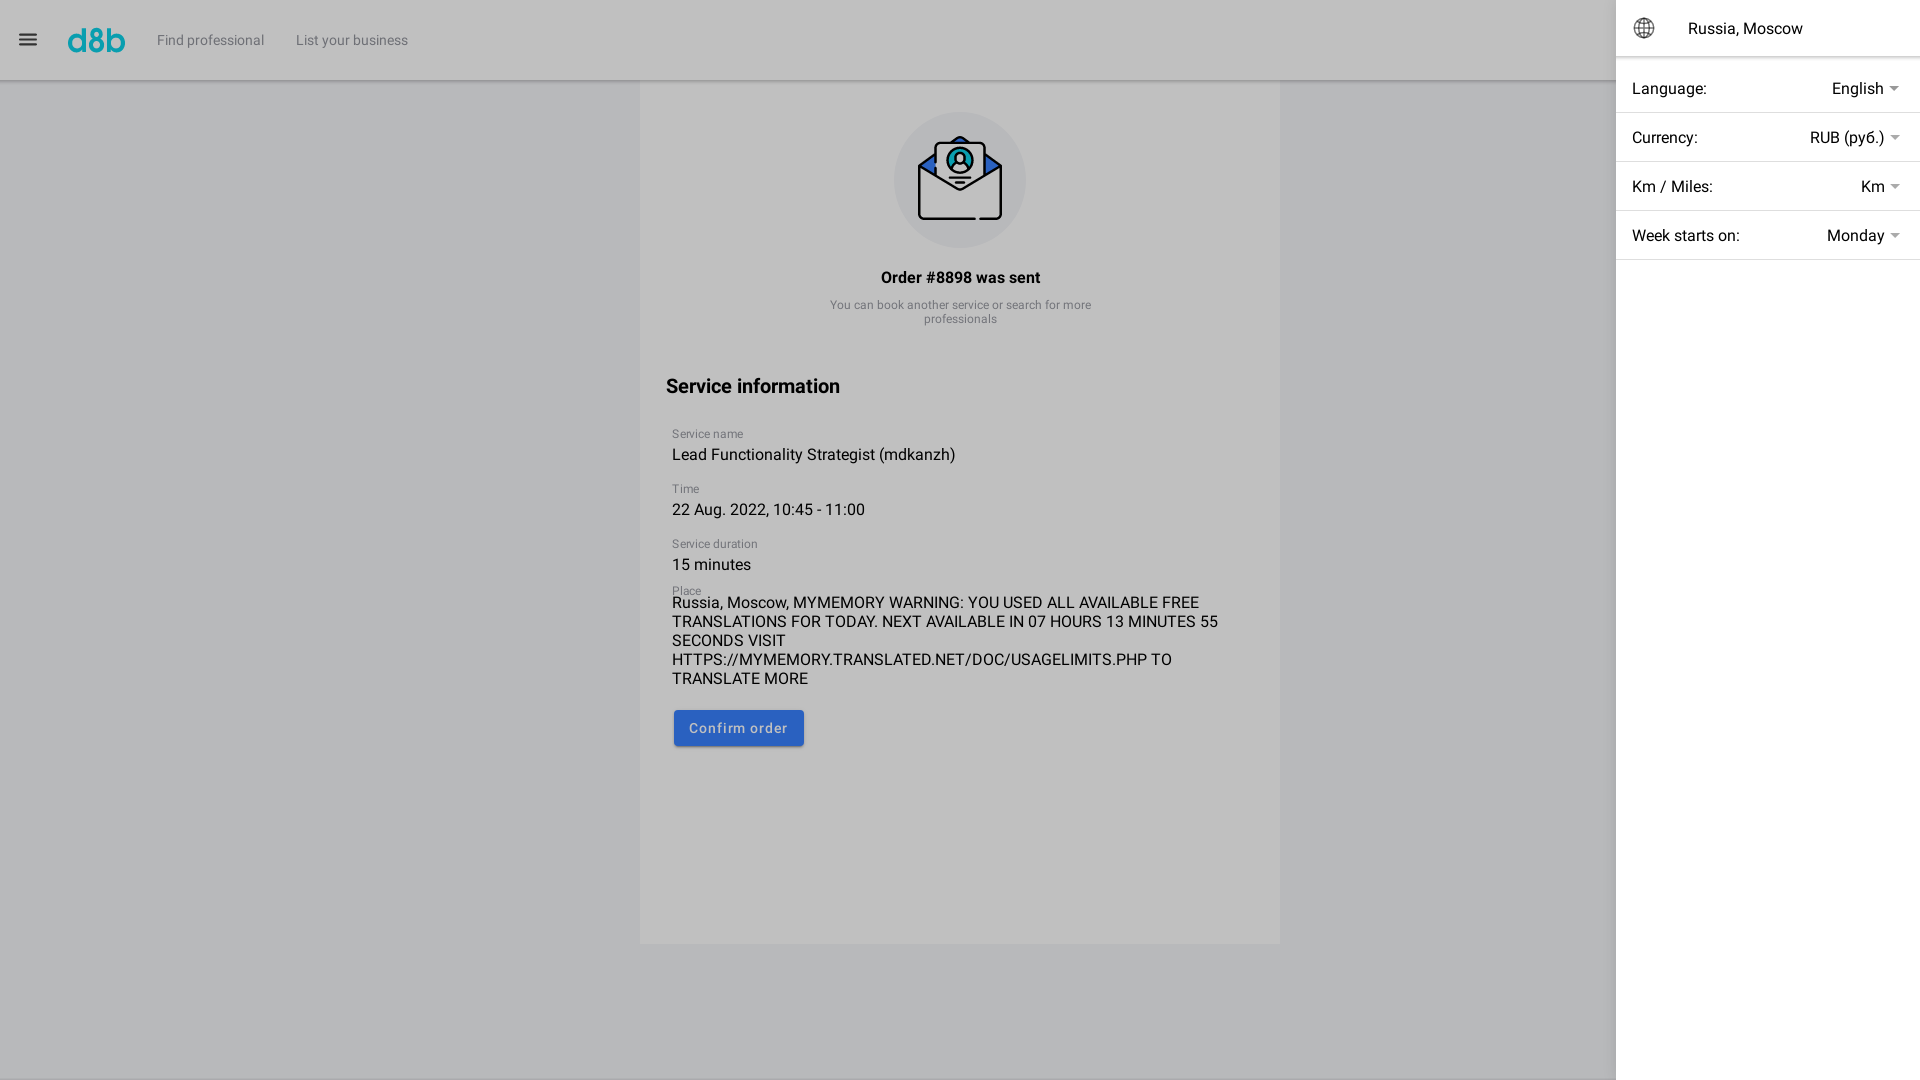 d8b
Find professional
List your business
Russia, Moscow
Language:
English
Currency:
RUB (руб.)
Km / Miles:
Km
Week starts on:
Monday
Order #8898 was sent
You can book another service or search for more
professionals
Service information
Service name
Lead Functionality Strategist (mdkanzh)
Time
22 Aug. 2022, 10:45 - 11:00
Service duration
15 minutes
Place
Russia, Moscow, MYMEMORY WARNING: YOU USED ALL AVAILABLE FREE
TRANSLATIONS FOR TODAY. NEXT AVAILABLE IN 07 HOURS 13 MINUTES 55
SECONDS VISIT
HTTPS://MYMEMORY.TRANSLATED.NET/DOC/USAGELIMITS.PHP TO
TRANSLATE MORE
Confirm order